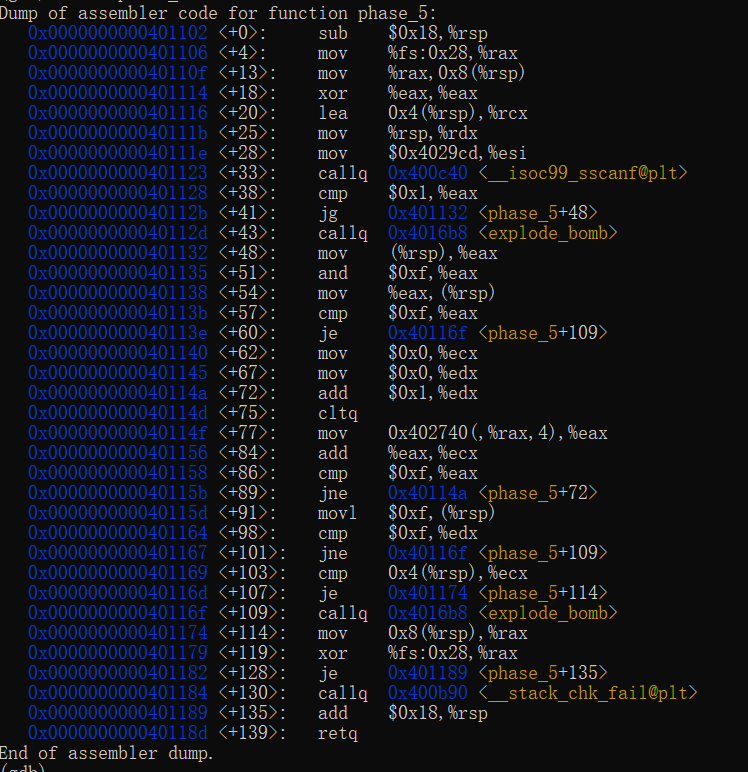 Dump of assembler code for function phase_5:
0x0000000000401102 <+0>: sub $0x18,%rsp
0x0000000000401106 <+4>: mov %fs:0x28,%rax
0x000000000040110f <+13>: mov %rax,0x8(%rsp)
0x0000000000401114 <+18>: xor %eax,%eax
0x0000000000401116 <+20>: lea 0x4(%rsp),%rcx
0x000000000040111b <+25>: mov %rsp,%rdx
0x000000000040111e <+28>: mov $0x4029cd,%esi
0x0000000000401123 <+33>: callq 0x400c40 <__isoc99_sscanf@plt>
0x0000000000401128 <+38>: cmp $0x1,%eax
0x000000000040112b <+41>: jg 0x401132 <phase_5+48>
0x000000000040112d <+43>: callq 0x4016b8 <explode_bomb>
0x0000000000401132 <+48>: mov (%rsp),%eax
0x0000000000401135 <+51>: and $0xf,%eax
0x0000000000401138 <+54>: mov %eax,(%rsp)
0x000000000040113b <+57>: cmp $0xf,%eax
0x000000000040113e <+60>: je 0x40116f <phase_5+109>
0x0000000000401140 <+62>: mov $0x0,%ecx
0x0000000000401145 <+67>: mov $0x0,%edx
0x000000000040114a <+72>: add $0x1,%edx
0x000000000040114d <+75>: cltq
0x000000000040114f <+77>: mov 0x402740(,%rax,4),%eax
0x0000000000401156 <+84>: add %eax,%ecx
0x0000000000401158 <+86>: cmp $0xf,%eax
0x000000000040115b <+89>: jne 0x40114a <phase_5+72>
0x000000000040115d <+91>: movl $0xf,(%rsp)
0x0000000000401164 <+98>: cmp $0xf,%edx
0x0000000000401167 <+101>: jne 0x40116f <phase_5+109>
0x0000000000401169 <+103>: cmp 0x4(%rsp),%ecx
0x000000000040116d <+107>: je 0x401174 <phase_5+114>
0x000000000040116f <+109>: callq 0x4016b8 <explode_bomb>
0x0000000000401174 <+114>: mov 0x8(%rsp),%rax
0x0000000000401179 <+119>: xor %fs:0x28,%rax
0x0000000000401182 <+128>: je 0x401189 <phase_5+135>
0x0000000000401184 <+130>: callq 0x400b90 <__stack_chk_fail@plt>
0x0000000000401189 <+135>: add $0x18,%rsp
0x000000000040118d <+139>: retq
End of assembler dump.
(gdb)